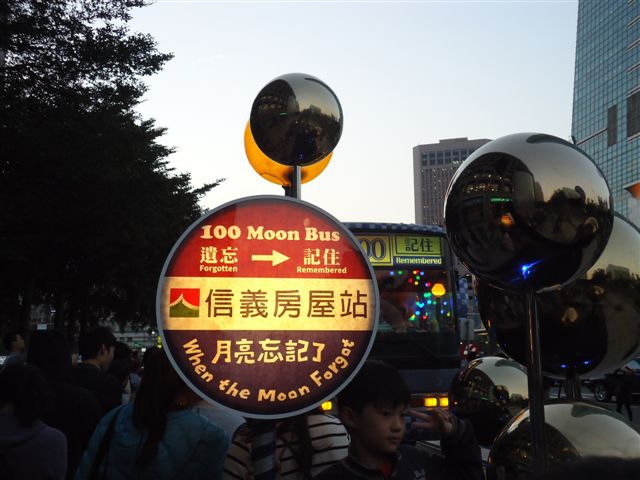 100 Moon Bus
遺忘 → 記住
Forgotten Remembered
信義房屋站
月亮忘記了
When the Moon Forgot
00 記住
Remembered